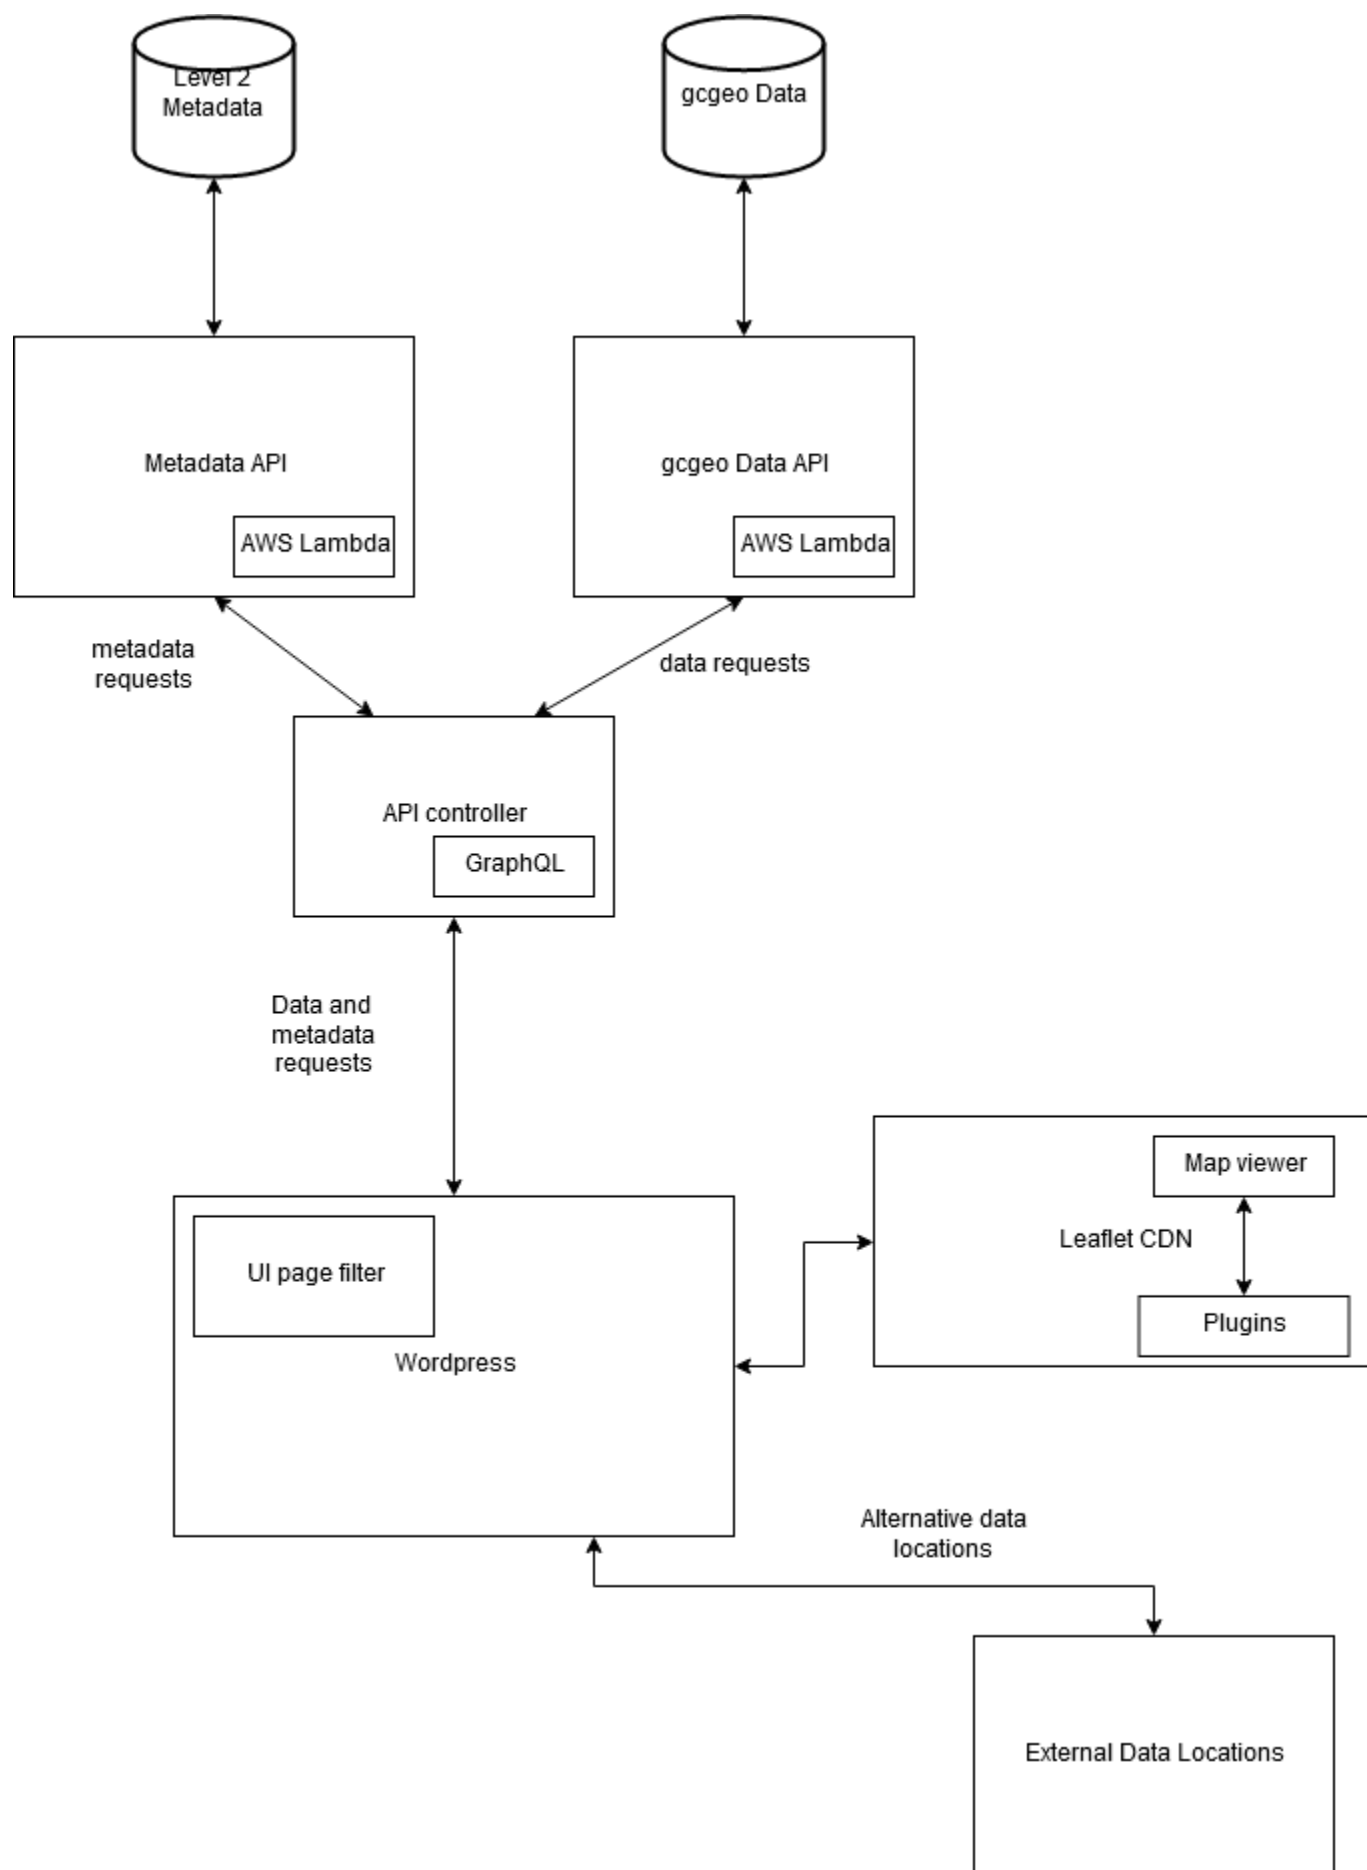 Level 2
Metadata
gcgeo Data
Metadata API
AWS Lambda
gcgeo Data API
AWS Lambda
metadata
requests
data requests
API controller
GraphQL
Data and
metadata
requests
UI page filter
Wordpress
Map viewer
Leaflet CDN
Plugins
Alternative data
locations
External Data Locations